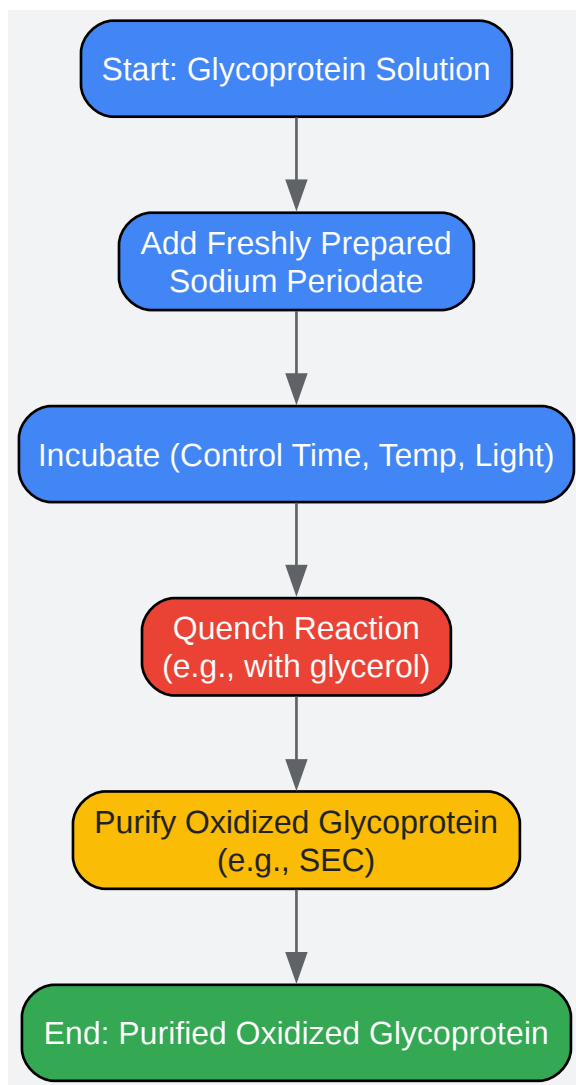 Start: Glycoprotein Solution
Add Freshly Prepared
Sodium Periodate
Incubate (Control Time, Temp, Light)
Quench Reaction
(e.g., with glycerol)
Purify Oxidized Glycoprotein
(e.g., SEC)
End: Purified Oxidized Glycoprotein